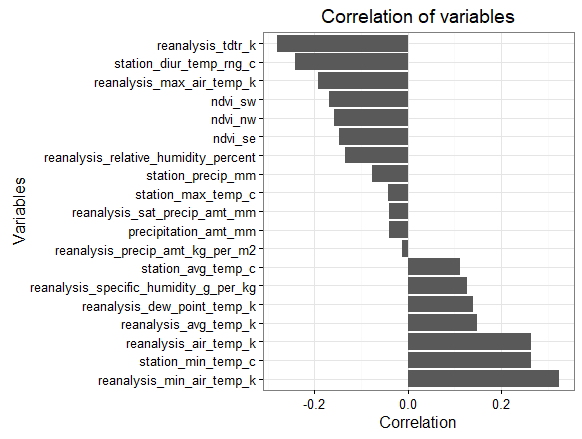 Correlation of variables
Variables
reanalysis_tdtr_k
station_diur_temp_rng_c
reanalysis_max_air_temp_k
ndvi_sw
ndvi_nw
ndvi_se
reanalysis_relative_humidity_percent
station_precip_mm
station_max_temp_c
reanalysis_sat_precip_amt_mm
precipitation_amt_mm
reanalysis_precip_amt_kg_per_m2
station_avg_temp_c
reanalysis_specific_humidity_g_per_kg
reanalysis_dew_point_temp_k
reanalysis_avg_temp_k
reanalysis_air_temp_k
station_min_temp_c
reanalysis_min_air_temp_k
-0.2 0.0 0.2
Correlation